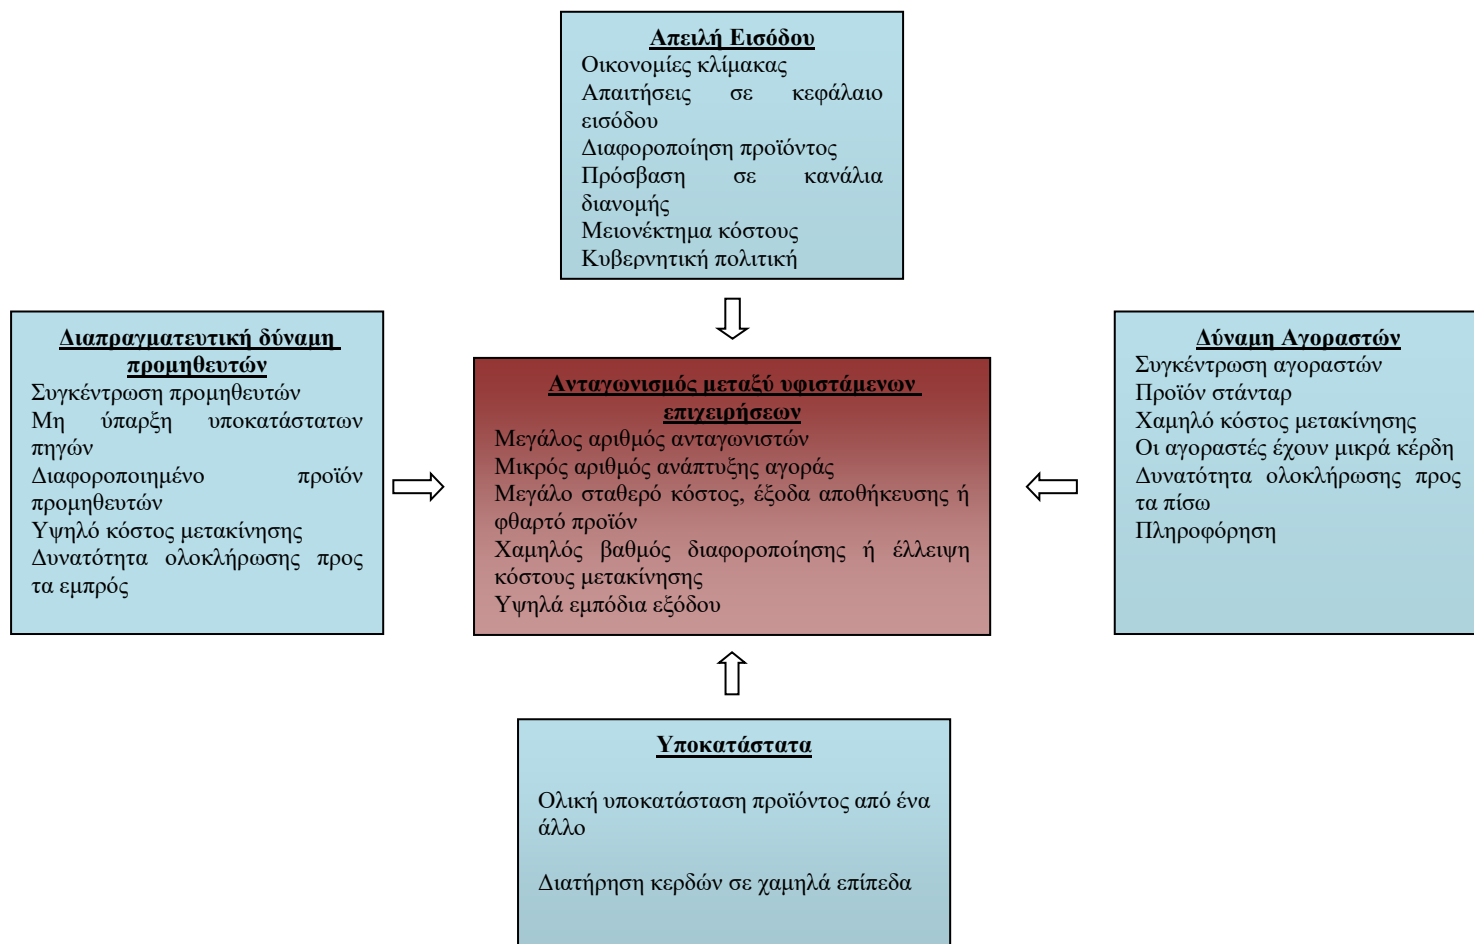 Απειλή Εισόδου
Οικονομίες κλίμακας
Απαιτήσεις σε κεφάλαιο
εισόδου
Διαφοροποίηση προϊόντος
Πρόσβαση σε κανάλια
διανομής
Μειονέκτημα κόστους
Κυβερνητική πολιτική
Διαπραγματευτική δύναμη
προμηθευτών
Συγκέντρωση προμηθευτών
Μη ύπαρξη υποκατάστατων
πηγών
Διαφοροποιημένο προϊόν
προμηθευτών
Υψηλό κόστος μετακίνησης
Δυνατότητα ολοκλήρωσης προς
τα εμπρός
Ανταγωνισμός μεταξύ υφιστάμενων
επιχειρήσεων
Μεγάλος αριθμός ανταγωνιστών
Μικρός αριθμός ανάπτυξης αγοράς
Μεγάλο σταθερό κόστος, έξοδα αποθήκευσης ή
φθαρτό προϊόν
Χαμηλός βαθμός διαφοροποίησης ή έλλειψη
κόστους μετακίνησης
Υψηλά εμπόδια εξόδου
Δύναμη Αγοραστών
Συγκέντρωση αγοραστών
Προϊόν στάνταρ
Χαμηλό κόστος μετακίνησης
Οι αγοραστές έχουν μικρά κέρδη
Δυνατότητα ολοκλήρωσης προς
τα πίσω
Πληροφόρηση
Υποκατάστατα
Ολική υποκατάσταση προϊόντος από ένα
άλλο
Διατήρηση κερδών σε χαμηλά επίπεδα